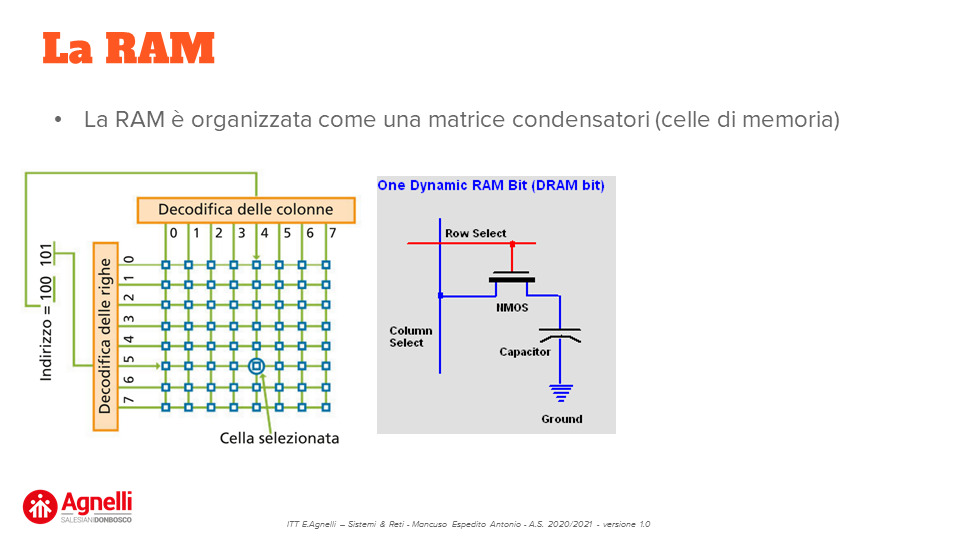 La RAM
• La RAM è organizzata come una matrice condensatori (celle di memoria)
Decodifica delle colonne
0 1 2 3 4 5 6 7
Indirizzo = 100 101
Decodifica delle righe
0
1
2
3
4
5
6
7
Cella selezionata
One Dynamic RAM Bit (DRAM bit)
Row Select
NMOS
Column
Select
Capacitor
Ground
Agnelli
SALESIANI DONBOSCO
ITT E.Agnelli – Sistemi & Reti - Mancuso Espedito Antonio - A.S. 2020/2021 - versione 1.0